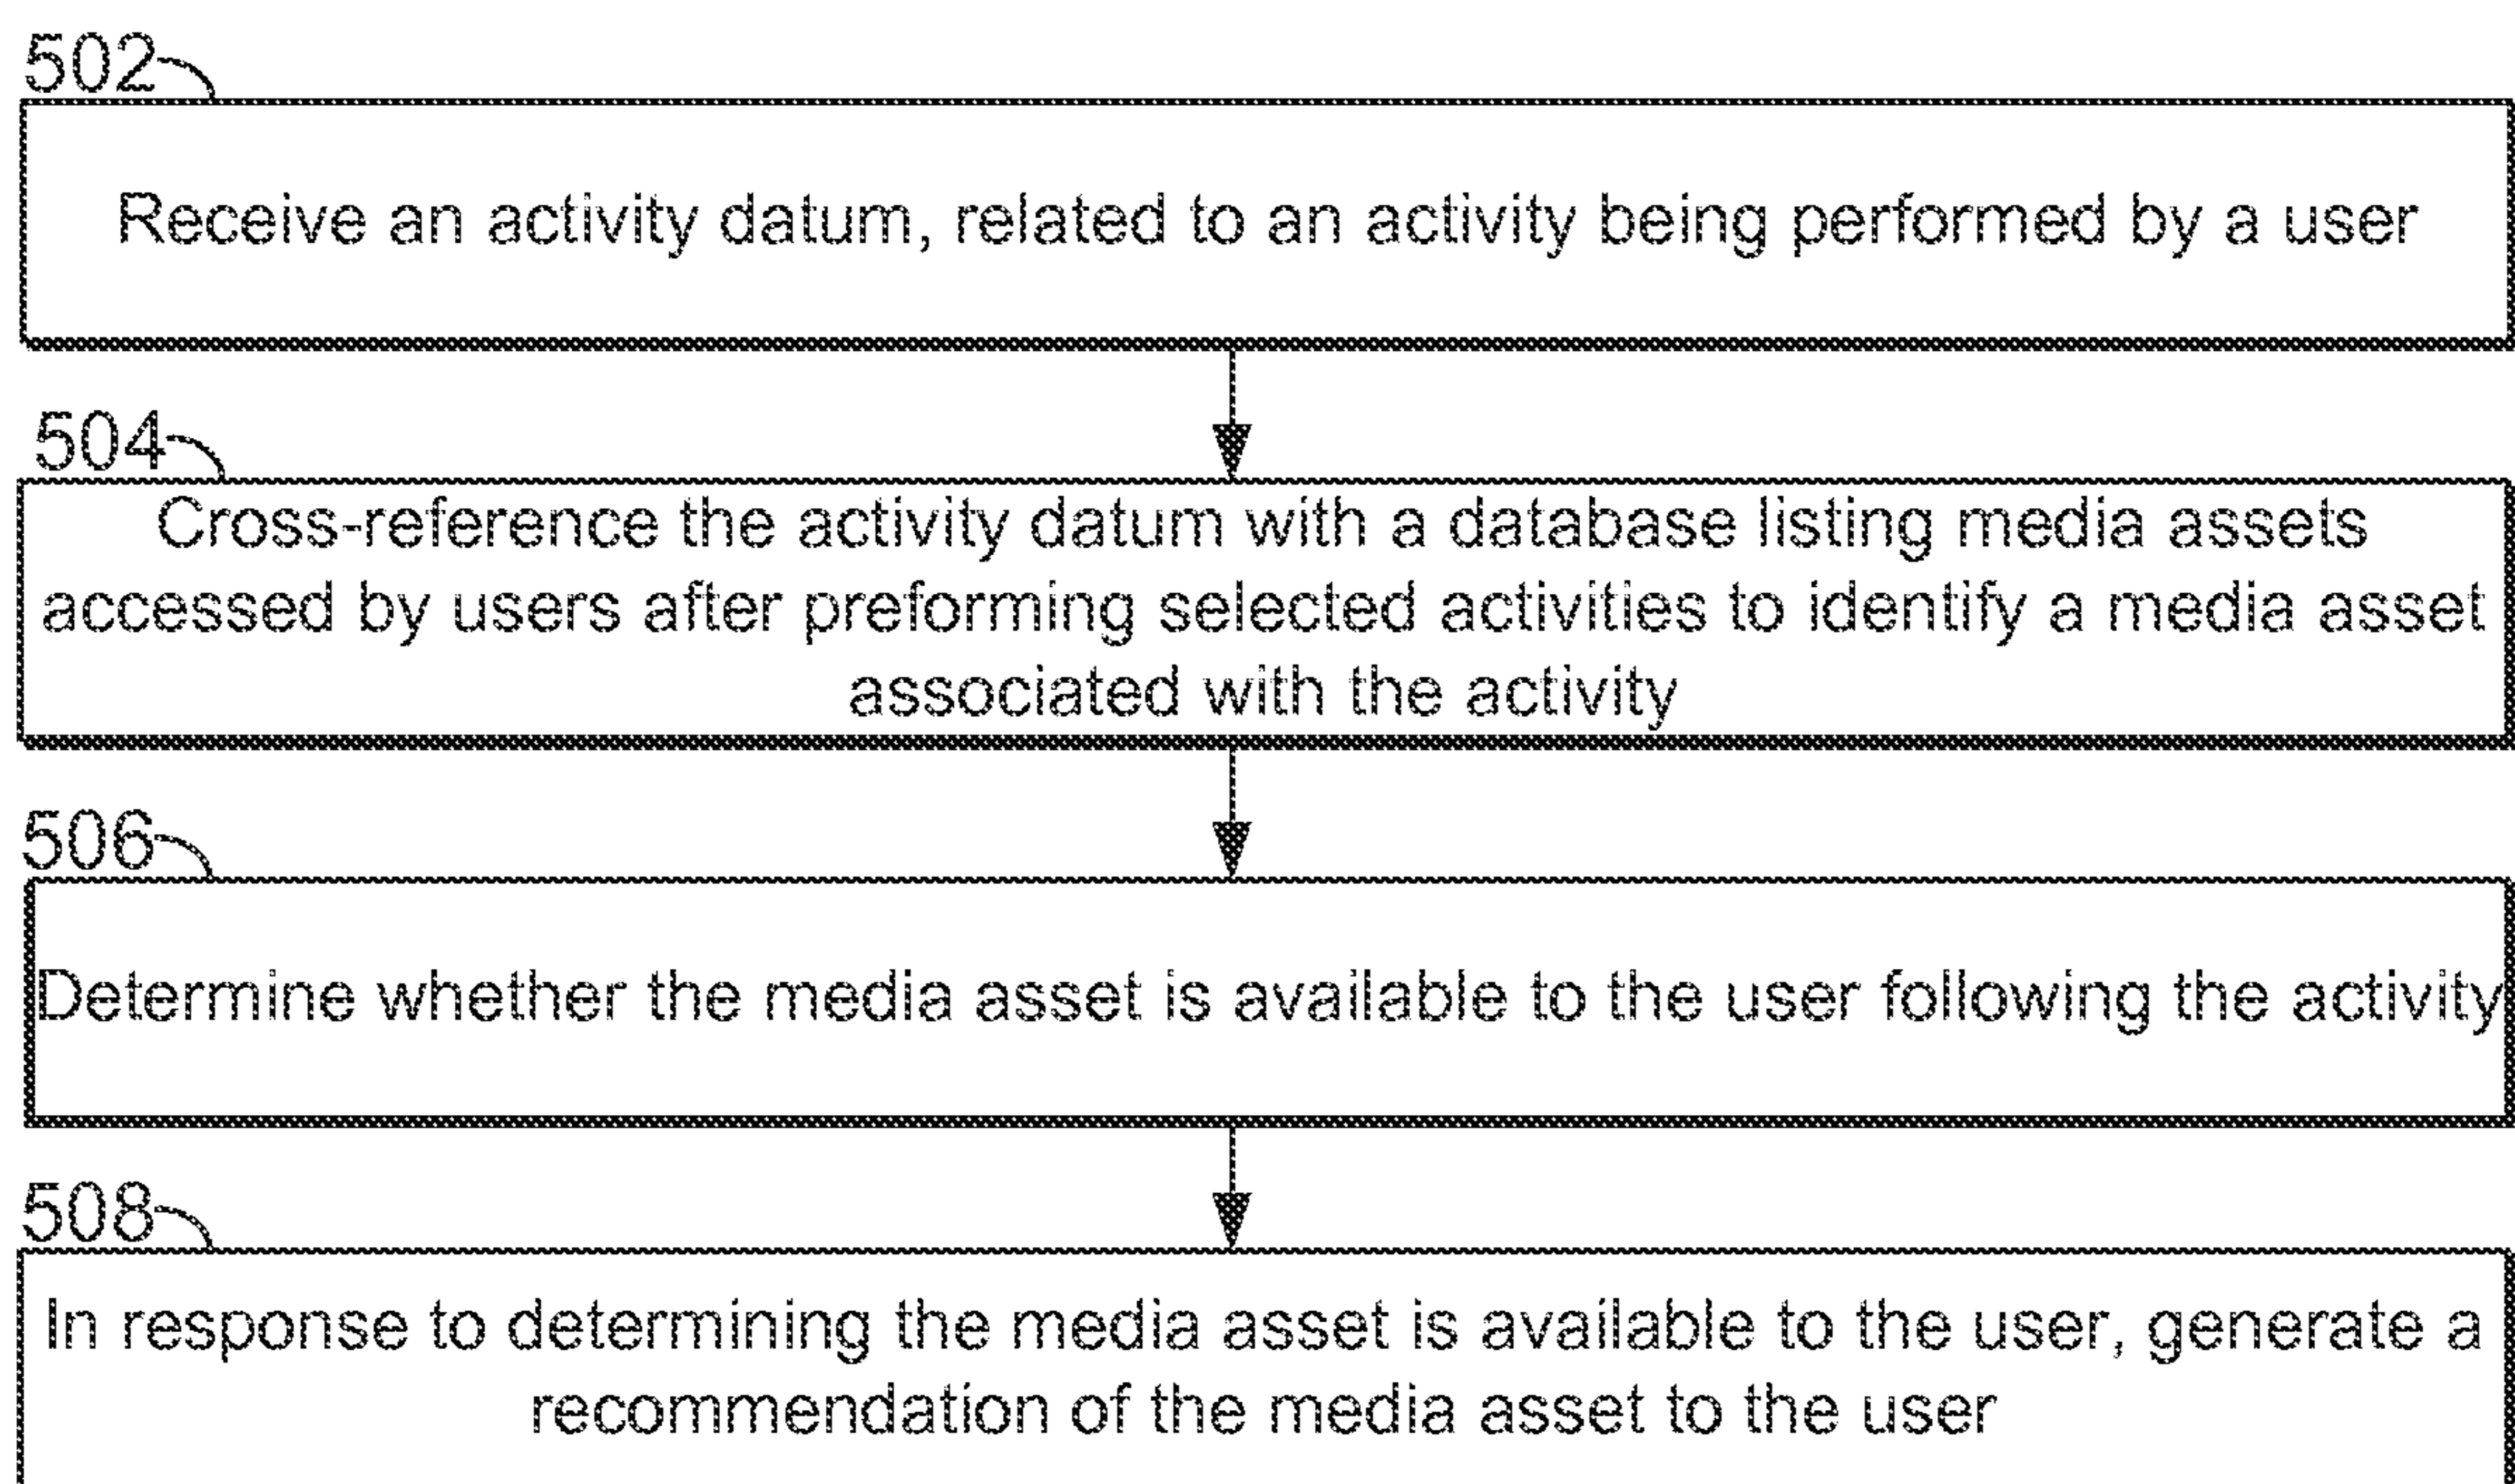 502
Receive an activity datum, related to an activity being performed by a user
504
Cross-reference the activity datum with a database listing media assets
accessed by users after preforming selected activities to identify a media asset
associated with the activity
506
Determine whether the media asset is available to the user following the activity
508
In response to determining the media asset is available to the user, generate a
recommendation of the media asset to the user